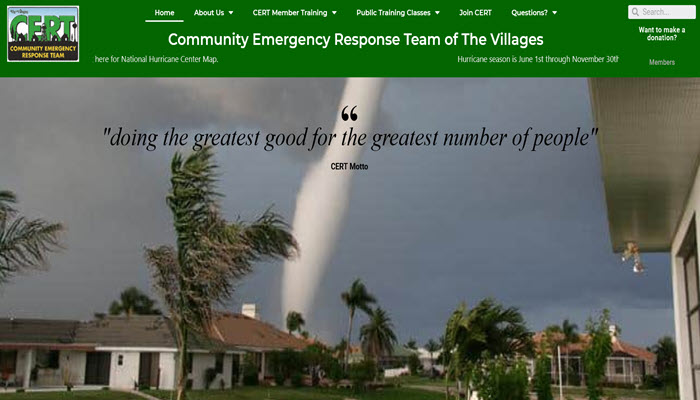 The Villages
CERT
COMMUNITY EMERGENCY
RESPONSE TEAM
Home
About Us
CERT Member Training
Public Training Classes
Join CERT
Questions?
Search...
Want to make a
donation?
Members
Community Emergency Response Team of The Villages
here for National Hurricane Center Map.
Hurricane season is June 1st through November 30th
“
"doing the greatest good for the greatest number of people"
CERT Motto